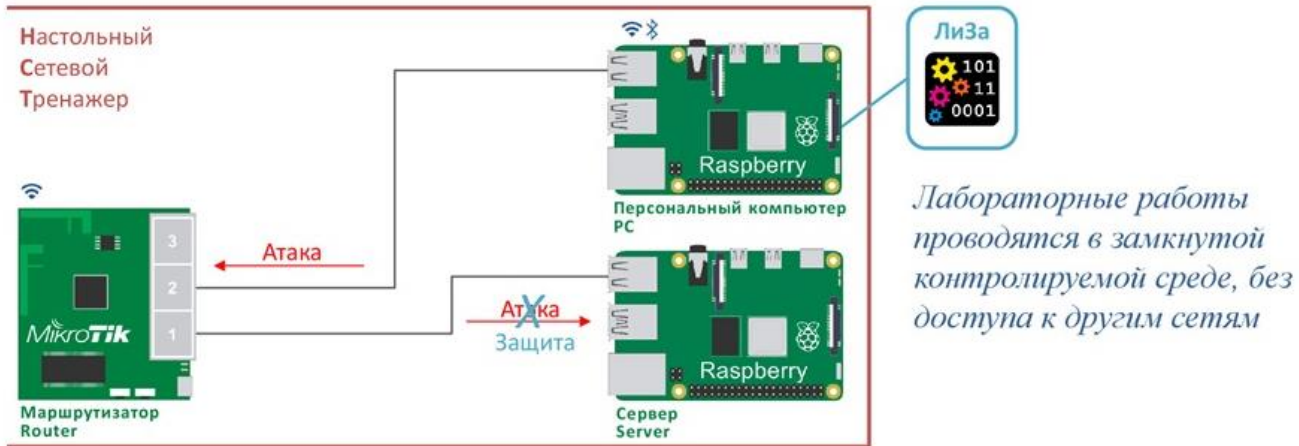 Настольный
Сетевой
Тренажер
ЛиЗа
101
11
0001
Raspberry
Персональный компьютер
PC
Лабораторные работы
проводятся в замкнутой
контролируемой среде, без
доступа к другим сетям
3
Атака
2
MikroTik
1
Атака
Защита
Raspberry
Маршрутизатор
Router
Сервер
Server